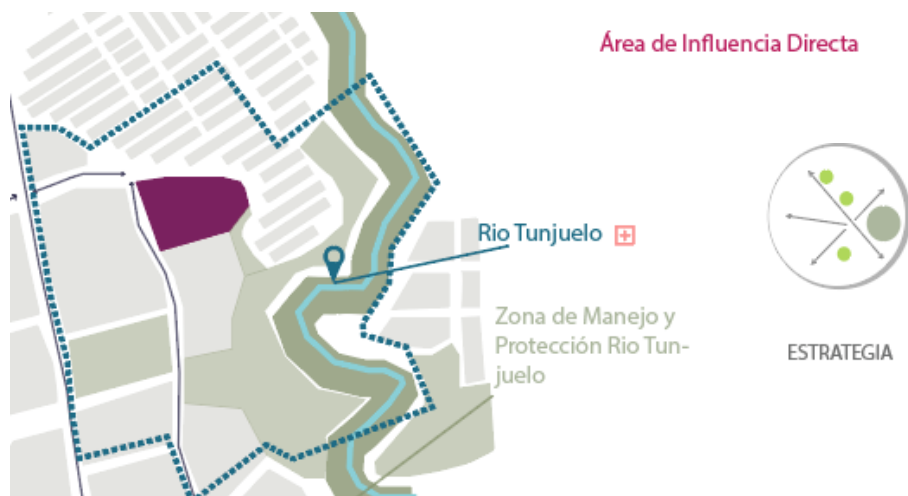 Área de Influencia Directa
Rio Tunjuelo
Zona de Manejo y
Protección Rio Tun-
juelo
ESTRATEGIA